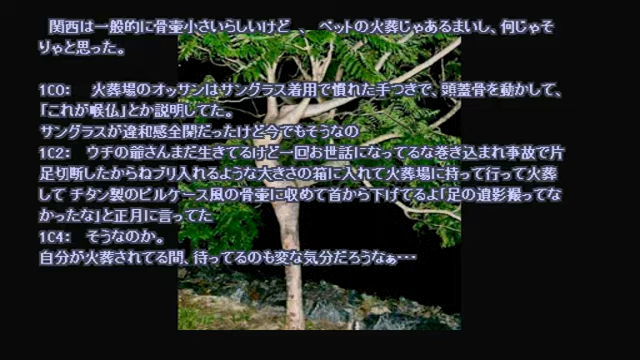 関西は一般的に骨壷小さいらしいけど 、 ペットの火葬じゃあるまいし、何じゃそ
りゃと思った。
1C0： 火葬場のオッサンはサングラス着用で慣れた手つきで、頭蓋骨を動かして、
「これが喉仏」とか説明してた。
サングラスが違和感全開だったけど今でもそうなの
1C2： ウチの爺さんまだ生きてるけど一回お世話になってるな巻き込まれ事故で片
足切断したからねブリ入れるような大きさの箱に入れて火葬場に持って行って火葬
して チタン製のピルケース風の骨壷に収めて首から下げてるよ「足の遺影撮ってな
かったな」と正月に言ってた
1C4： そうなのか。
自分が火葬されてる間、待ってるのも変な気分だろうなぁ・・・